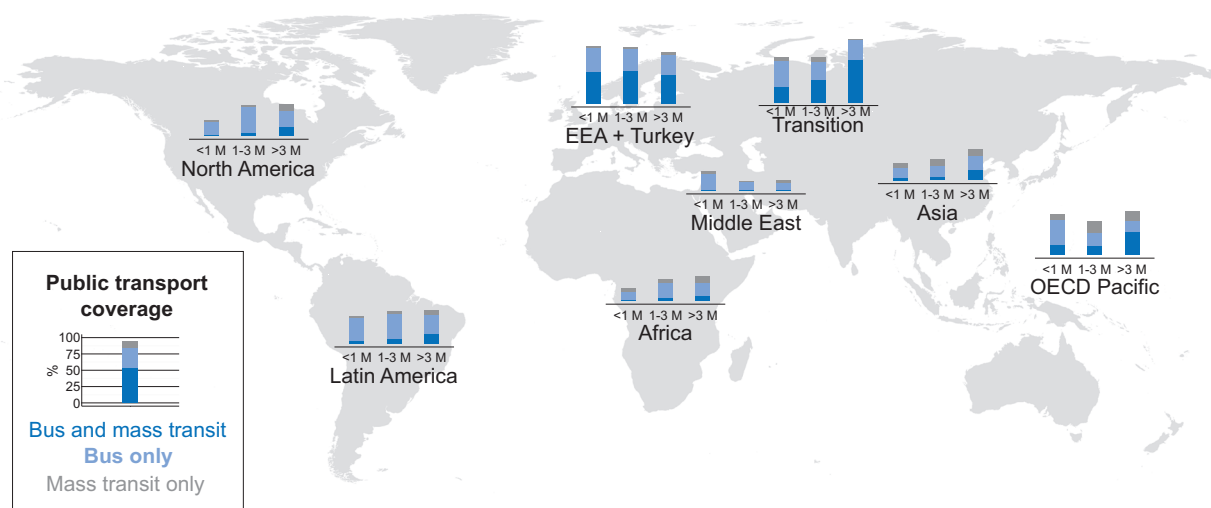 <1 M 1-3 M >3 M
North America
<1 M 1-3 M >3 M
EEA + Turkey
<1 M 1-3 M >3 M
Transition
<1 M 1-3 M >3 M
Middle East
<1 M 1-3 M >3 M
Asia
<1 M 1-3 M >3 M
OECD Pacific
<1 M 1-3 M >3 M
Africa
<1 M 1-3 M >3 M
Latin America
Public transport
coverage
100
75
50
25
0
%
Bus and mass transit
Bus only
Mass transit only